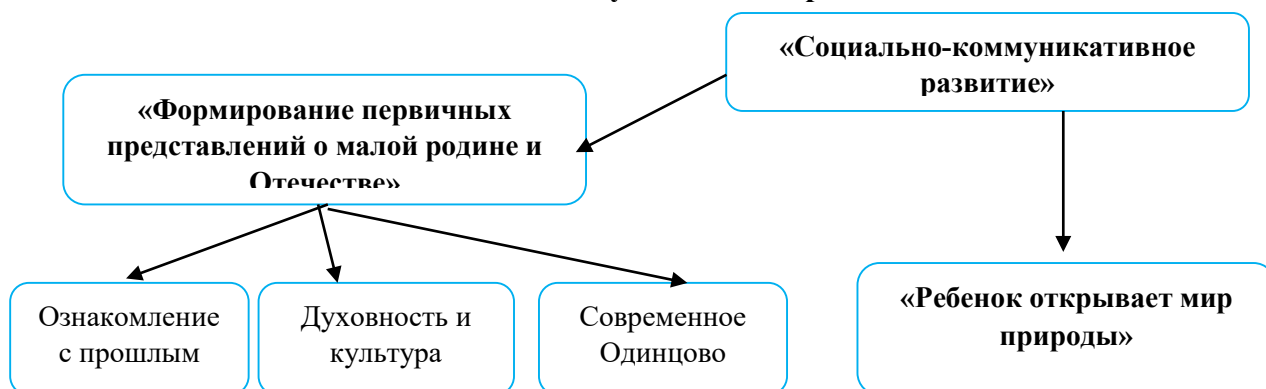 «Социально-коммуникативное
развитие»
«Формирование первичных
представлений о малой родине и
Отечестве»
Ознакомление
с прошлым
Духовность и
культура
Современное
Одинцово
«Ребенок открывает мир
природы»